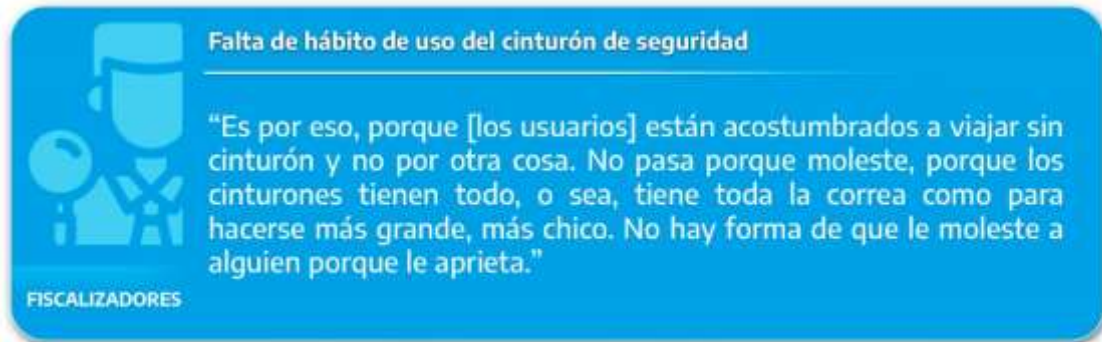 Falta de hábito de uso del cinturón de seguridad
“Es por eso, porque [los usuarios] están acostumbrados a viajar sin
cinturón y no por otra cosa. No pasa porque moleste, porque los
cinturones tienen todo, o sea, tiene toda la correa como para
hacerse más grande, más chico. No hay forma de que le moleste a
alguien porque le aprieta.”
FISCALIZADORES